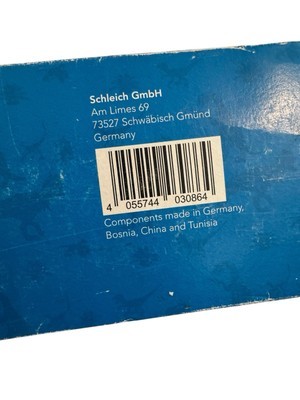 Schleich GmbH
Am Limes 69
73527 Schwäbisch Gmünd
Germany
4 055744 030864
Components made in Germany,
Bosnia, China and Tunisia